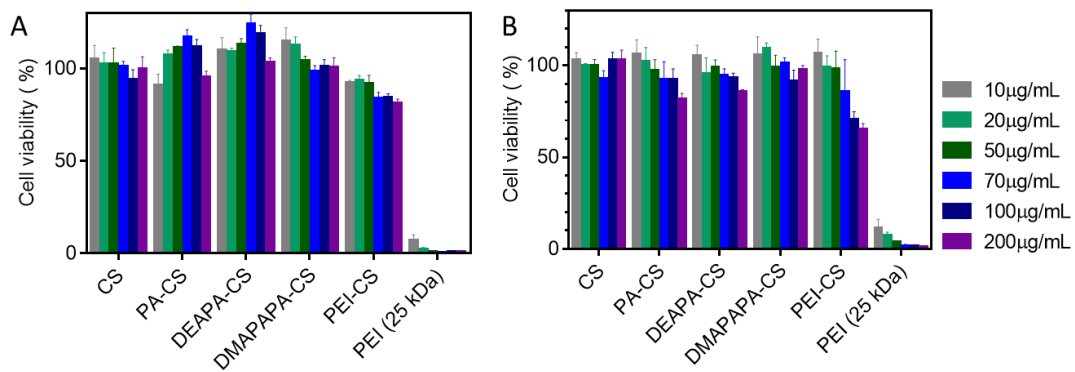 A
Cell viability ( %)
100
50
0
CS
PA-CS
DEAPA-CS
DMAPAPA-CS
PEI-CS
PEI (25 kDa)
B
Cell viability ( %)
100
50
0
CS
PA-CS
DEAPA-CS
DMAPAPA-CS
PEI-CS
PEI (25 kDa)
10μg/mL
20μg/mL
50μg/mL
70μg/mL
100μg/mL
200μg/mL